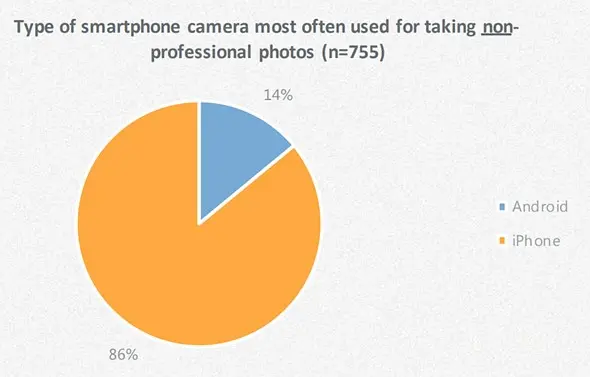 Type of smartphone camera most often used for taking non-
professional photos (n=755)
14%
Android
iPhone
86%